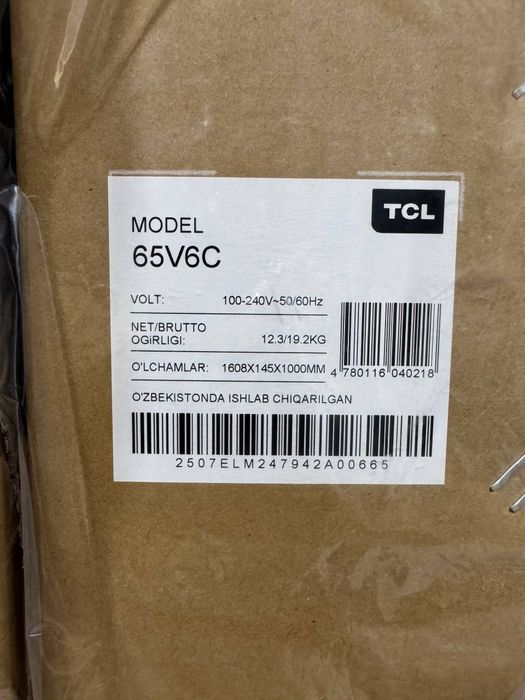 TCL
MODEL
65V6C
VOLT: 100-240V~50/60Hz
NET/BRUTTO
OGiRLIGI: 12.3/19.2KG
O'LCHAMLAR: 1608X145X1000MM
4 780116 040218
O'ZBEKISTONDA ISHLAB CHIQARILGAN
2507ELM247942A00665